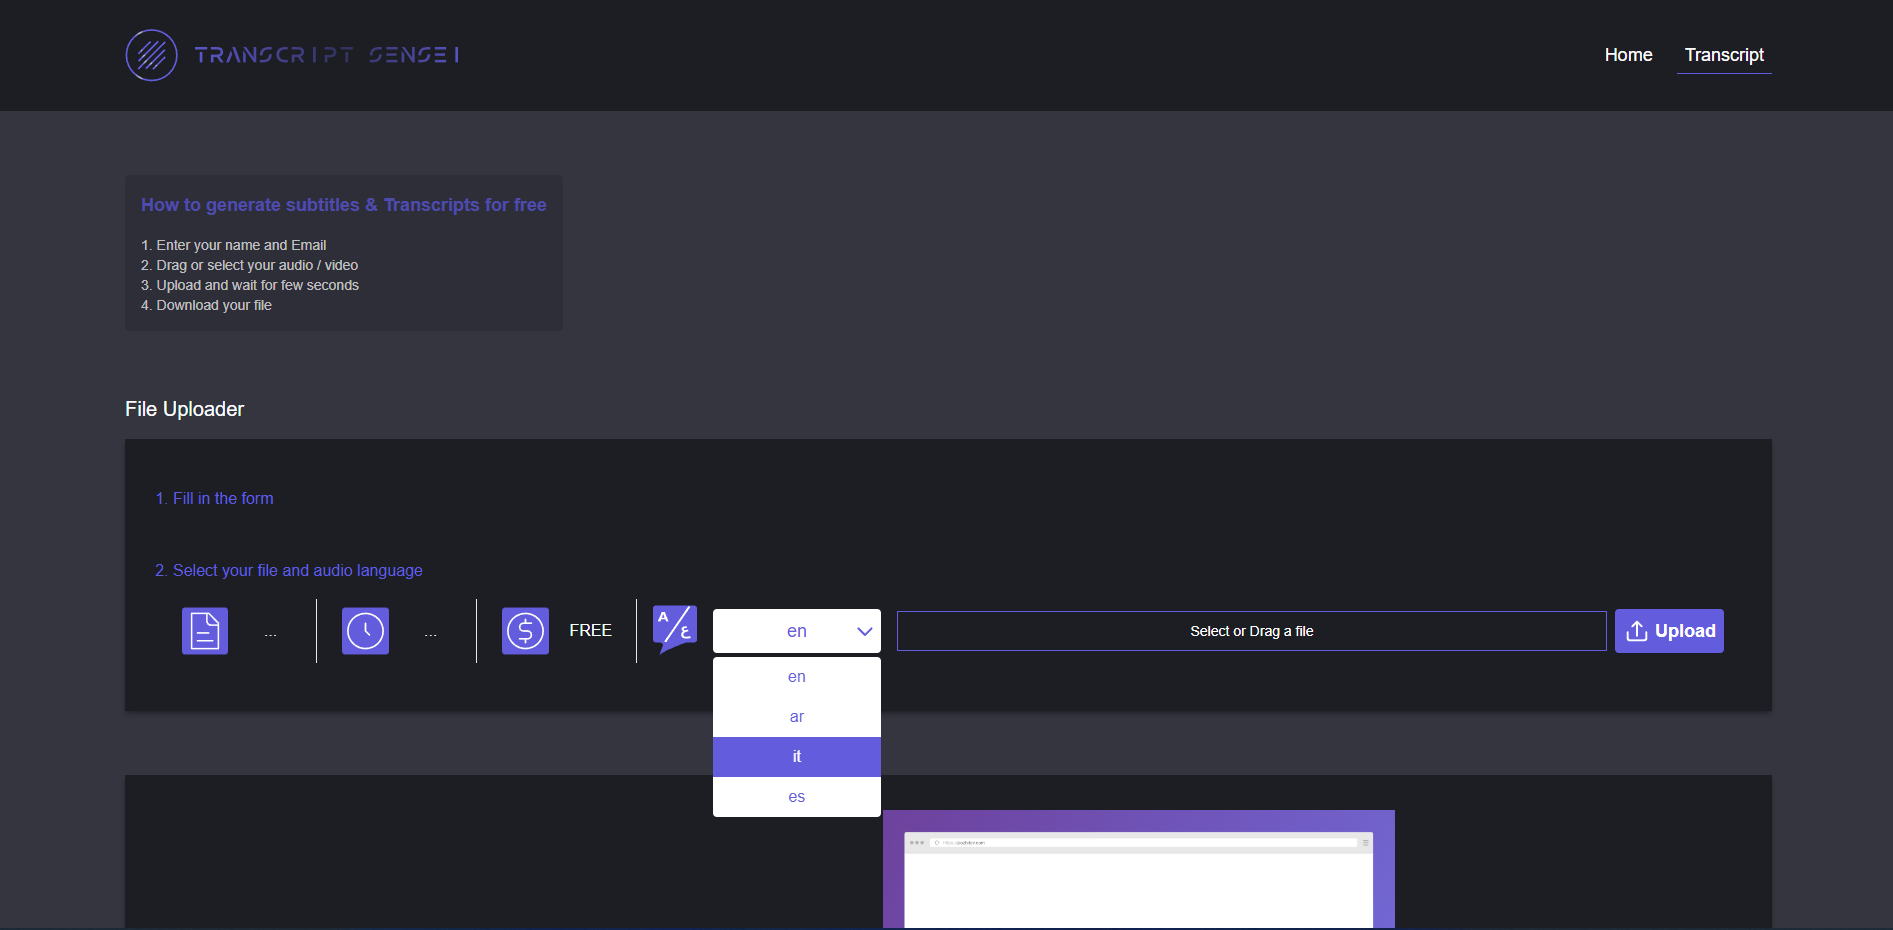 TRANSCRIPT SENSEI
Home
Transcript
How to generate subtitles & Transcripts for free
1. Enter your name and Email
2. Drag or select your audio / video
3. Upload and wait for few seconds
4. Download your file
File Uploader
1. Fill in the form
2. Select your file and audio language
...
...
FREE
A
ع
en
Select or Drag a file
Upload
en
ar
it
es